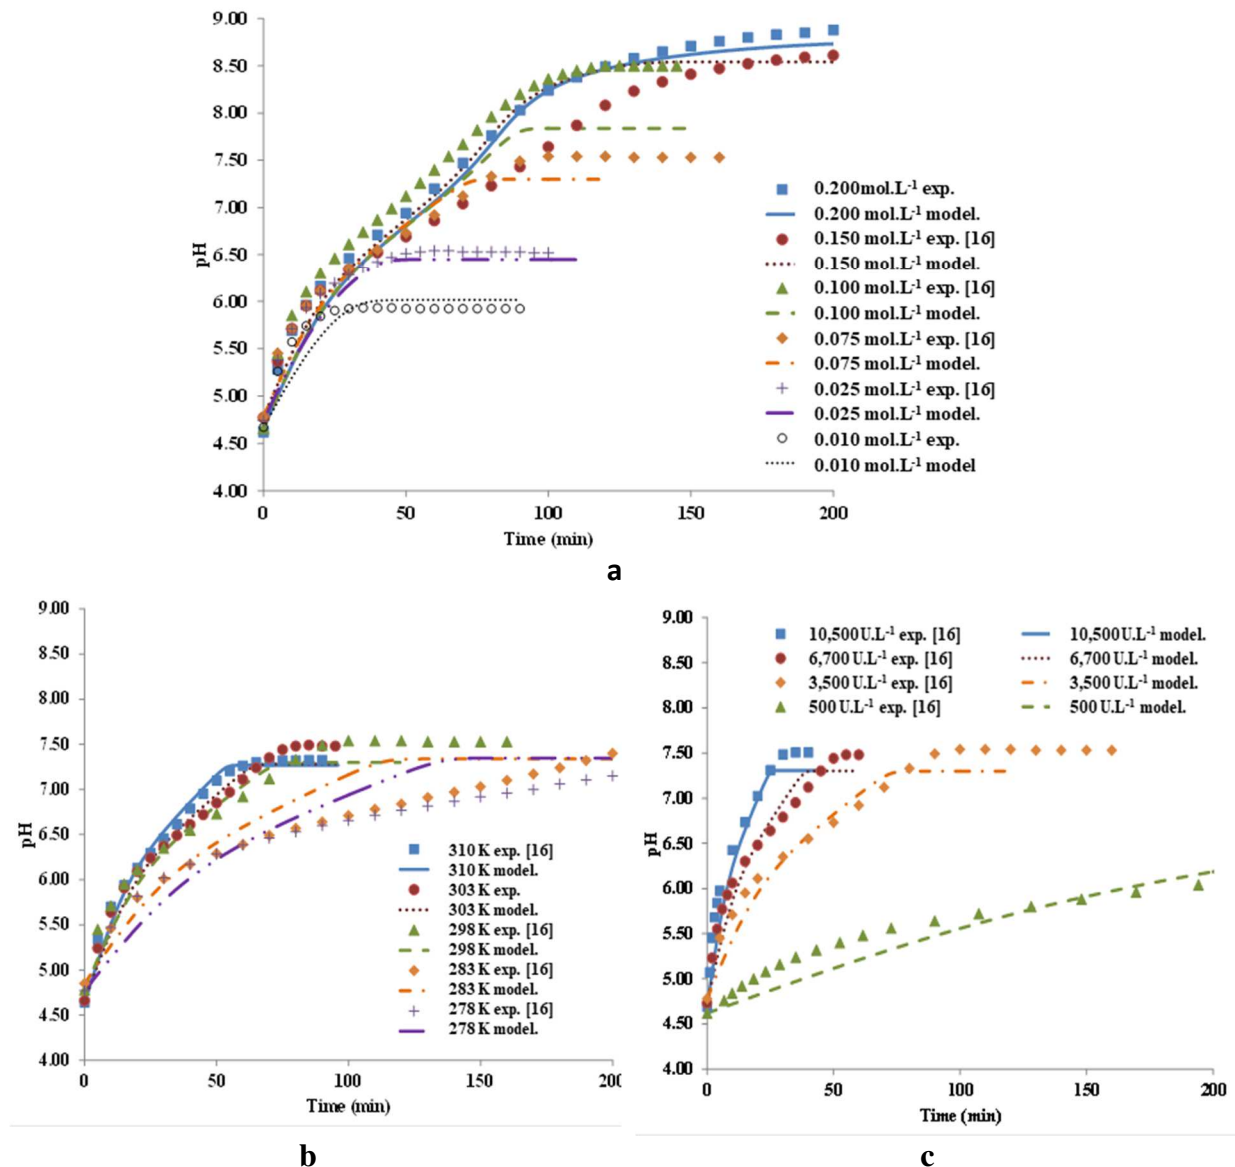 9.00
8.50
8.00
7.50
7.00
6.50
6.00
5.50
5.00
4.50
4.00
pH
0
50
100
150
200
Time (min)
0.200mol.L-1 exp.
0.200 mol.L-1 model.
0.150 mol.L-1 exp. [16]
0.150 mol.L-1 model.
0.100 mol.L-1 exp. [16]
0.100 mol.L-1 model.
0.075 mol.L-1 exp. [16]
0.075 mol.L-1 model.
0.025 mol.L-1 exp. [16]
0.025 mol.L-1 model.
0.010 mol.L-1 exp.
0.010 mol.L-1 model
a
9.00
8.50
8.00
7.50
7.00
6.50
6.00
5.50
5.00
4.50
4.00
pH
0
50
100
150
200
Time (min)
310 K exp. [16]
310 K model.
303 K exp.
303 K model.
298 K exp. [16]
298 K model.
283 K exp. [16]
283 K model.
278 K exp. [16]
278 K model.
b
9.00
8.50
8.00
7.50
7.00
6.50
6.00
5.50
5.00
4.50
4.00
pH
0
50
100
150
200
Time (min)
10,500 U.L-1 exp. [16]
10,500 U.L-1 model.
6,700 U.L-1 exp. [16]
6,700 U.L-1 model.
3,500 U.L-1 exp. [16]
3,500 U.L-1 model.
500 U.L-1 exp. [16]
500 U.L-1 model.
c